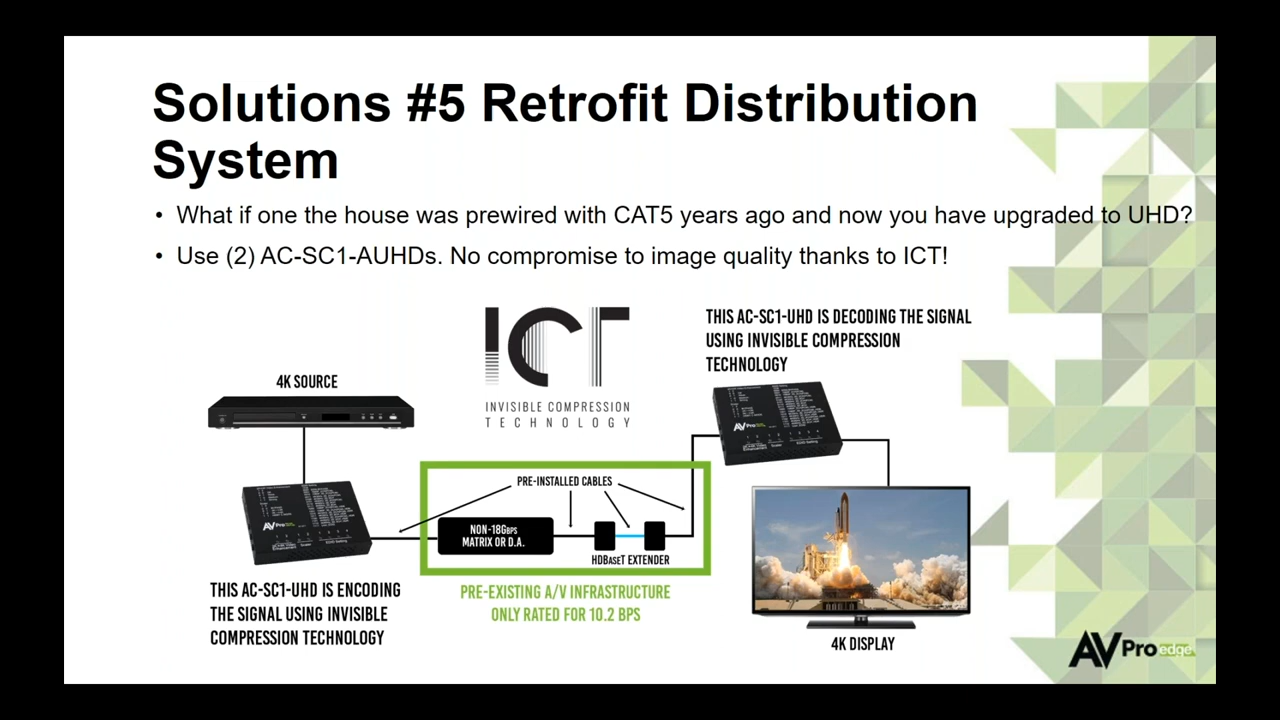 Solutions #5 Retrofit Distribution
System
• What if one the house was prewired with CAT5 years ago and now you have upgraded to UHD?
• Use (2) AC-SC1-AUHDs. No compromise to image quality thanks to ICT!
ICT
INVISIBLE COMPRESSION
TECHNOLOGY
THIS AC-SC1-UHD IS DECODING THE SIGNAL
USING INVISIBLE COMPRESSION
TECHNOLOGY
4K SOURCE
AVPro
AVPro
PRE-INSTALLED CABLES
NON-18GBPS
MATRIX OR D.A.
HDBASET EXTENDER
THIS AC-SC1-UHD IS ENCODING
THE SIGNAL USING INVISIBLE
COMPRESSION TECHNOLOGY
PRE-EXISTING A/V INFRASTRUCTURE
ONLY RATED FOR 10.2 BPS
4K DISPLAY
AVPro edge